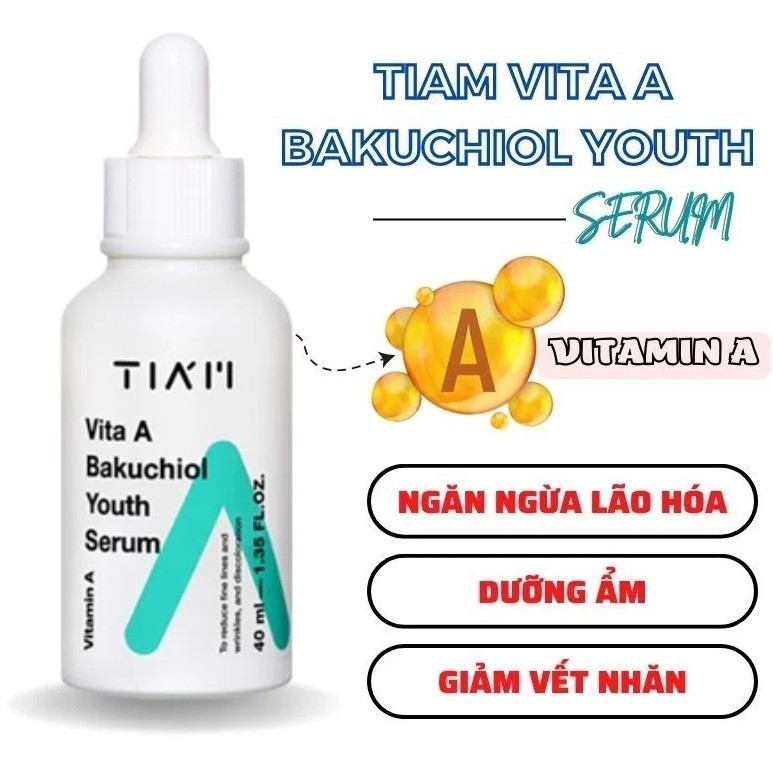 TIAM VITA A
BAKUCHIOL YOUTH
SERUM
A
VITAMIN A
TIAM
Vita A
Bakuchiol
Youth
Serum
Vitamin A
To reduce fine lines and
wrinkles, and discoloration
40 ml — 1.35 FL.OZ.
NGĂN NGỪA LÃO HÓA
DƯỠNG ẨM
GIẢM VẾT NHĂN